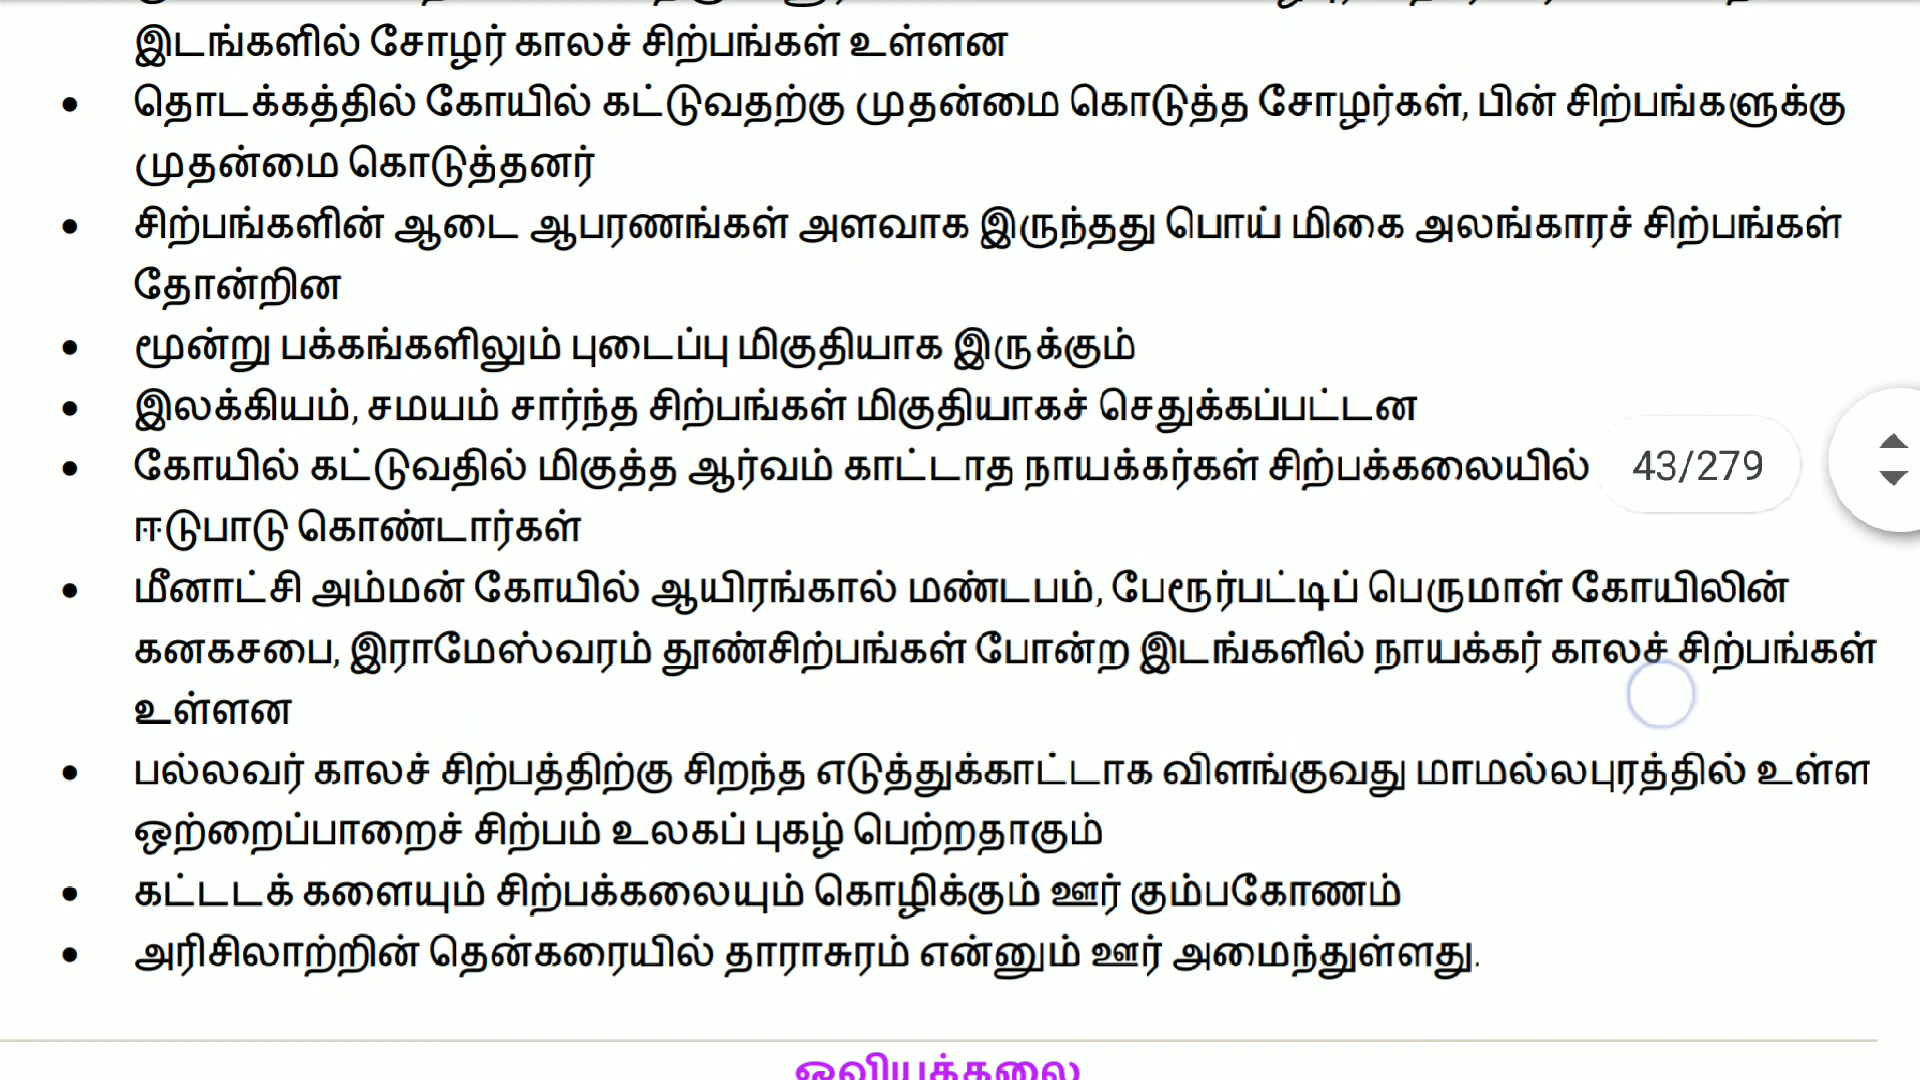 இடங்களில் சோழர் காலச் சிற்பங்கள் உள்ளன
• தொடக்கத்தில் கோயில் கட்டுவதற்கு முதன்மை கொடுத்த சோழர்கள், பின் சிற்பங்களுக்கு
முதன்மை கொடுத்தனர்
• சிற்பங்களின் ஆடை ஆபரணங்கள் அளவாக இருந்தது பொய் மிகை அலங்காரச் சிற்பங்கள்
தோன்றின
• மூன்று பக்கங்களிலும் புடைப்பு மிகுதியாக இருக்கும்
• இலக்கியம், சமயம் சார்ந்த சிற்பங்கள் மிகுதியாகச் செதுக்கப்பட்டன
• கோயில் கட்டுவதில் மிகுத்த ஆர்வம் காட்டாத நாயக்கர்கள் சிற்பக்கலையில்
43/279
ஈடுபாடு கொண்டார்கள்
• மீனாட்சி அம்மன் கோயில் ஆயிரங்கால் மண்டபம், பேரூர்பட்டிப் பெருமாள் கோயிலின்
கனகசபை, இராமேஸ்வரம் தூண்சிற்பங்கள் போன்ற இடங்களில் நாயக்கர் காலச் சிற்பங்கள்
உள்ளன
• பல்லவர் காலச் சிற்பத்திற்கு சிறந்த எடுத்துக்காட்டாக விளங்குவது மாமல்லபுரத்தில் உள்ள
ஒற்றைப்பாறைச் சிற்பம் உலகப் புகழ் பெற்றதாகும்
• கட்டடக் களையும் சிற்பக்கலையும் கொழிக்கும் ஊர் கும்பகோணம்
• அரிசிலாற்றின் தென்கரையில் தாராசுரம் என்னும் ஊர் அமைந்துள்ளது.
ஓவியக்கலை